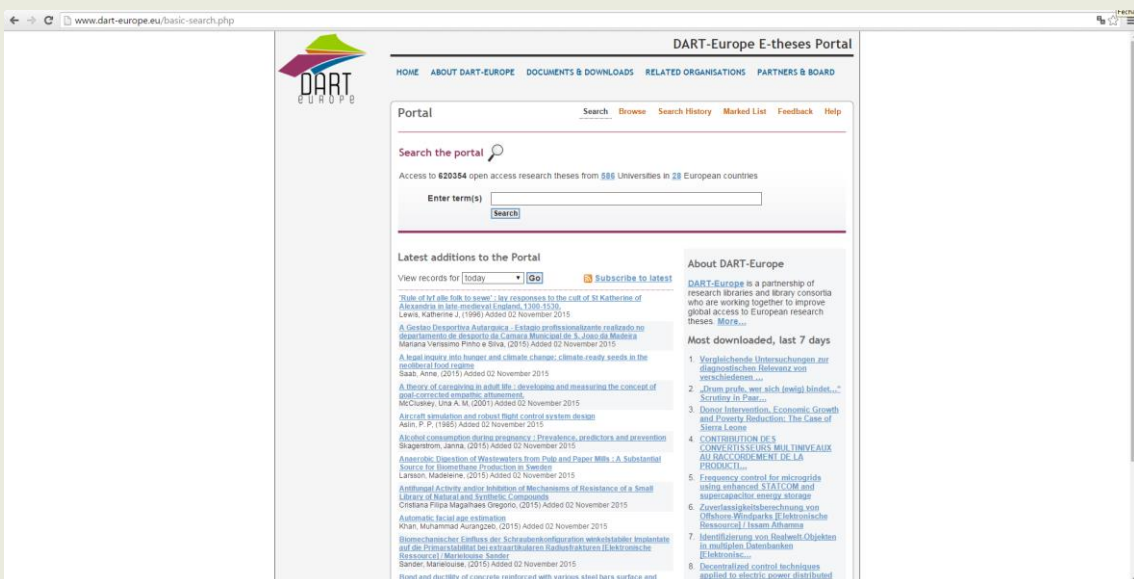 www.dart-europe.eu/basic-search.php
DART
europe
DART-Europe E-theses Portal
HOME ABOUT DART-EUROPE DOCUMENTS & DOWNLOADS RELATED ORGANISATIONS PARTNERS & BOARD
Portal
Search Browse Search History Marked List Feedback Help
Search the portal
Access to 620354 open access research theses from 586 Universities in 28 European countries
Enter term(s)
Search
Latest additions to the Portal
View records for today Go Subscribe to latest
'Rule of lyf alle folk to sewe' : lay responses to the cult of St Katherine of
Alexandria in late-medieval England, 1300-1530.
Lewis, Katherine J, (1996) Added 02 November 2015
A Gestao Desportiva Autarquica - Estagio profissionalizante realizado no
departamento de desporto da Camara Municipal de S. Joao da Madeira
Mariana Verissimo Pinho e Silva, (2015) Added 02 November 2015
A legal inquiry into hunger and climate change: climate-ready seeds in the
neoliberal food regime
Saab, Anne, (2015) Added 02 November 2015
A theory of caregiving in adult life : developing and measuring the concept of
goal-corrected empathic attunement.
McCluskey, Una A. M, (2001) Added 02 November 2015
Aircraft simulation and robust flight control system design
Aslin, P. P, (1985) Added 02 November 2015
Alcohol consumption during pregnancy : Prevalence, predictors and prevention
Skagerstrom, Janna, (2015) Added 02 November 2015
Anaerobic Digestion of Wastewaters from Pulp and Paper Mills : A Substantial
Source for Biomethane Production in Sweden
Larsson, Madeleine, (2015) Added 02 November 2015
Antifungal Activity and/or Inhibition of Mechanisms of Resistance of a Small
Library of Natural and Synthetic Compounds
Cristiana Filipa Magalhaes Gregorio, (2015) Added 02 November 2015
Automatic facial age estimation
Khan, Muhammad Aurangzeb, (2015) Added 02 November 2015
Biomechanischer Einfluss der Schraubenkonfiguration winkelstabiler Implantate
auf die Primarstabilitat bei extraartikularen Radiusfrakturen [Elektronische
Ressource] / Marielouise Sander
Sander, Marielouise, (2015) Added 02 November 2015
Bond and ductility of concrete reinforced with various steel bars surface and
About DART-Europe
DART-Europe is a partnership of
research libraries and library consortia
who are working together to improve
global access to European research
theses. More...
Most downloaded, last 7 days
1. Vergleichende Untersuchungen zur
diagnostischen Relevanz von
verschiedenen ...
2. „Drum prufe, wer sich (ewig) bindet..."
Scrutiny in Paar...
3. Donor Intervention, Economic Growth
and Poverty Reduction: The Case of
Sierra Leone
4. CONTRIBUTION DES
CONVERTISSEURS MULTINIVEAUX
AU RACCORDEMENT DE LA
PRODUCTI...
5. Frequency control for microgrids
using enhanced STATCOM and
supercapacitor energy storage
6. Zuverlassigkeitsberechnung von
Offshore-Windparks [Elektronische
Ressource] / Issam Athamna
7. Identifizierung von Realwelt-Objekten
in multiplen Datenbanken
[Elektronisc...
8. Decentralized control techniques
applied to electric power distributed